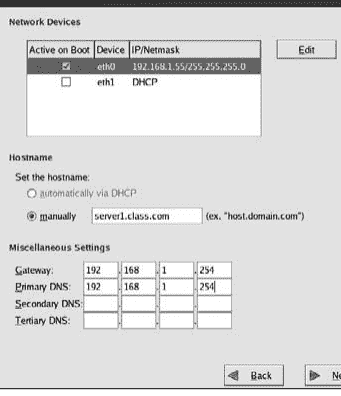 Network Devices
Active on Boot Device IP/Netmask
eth0 192.168.1.55/255.255.255.0
eth1 DHCP
Edit
Hostname
Set the hostname:
automatically via DHCP
manually server1.class.com (ex. "host.domain.com")
Miscellaneous Settings
Gateway: 192 . 168 . 1 . 254
Primary DNS: 192 . 168 . 1 . 254
Secondary DNS: . . .
Tertiary DNS: . . .
Back Ne